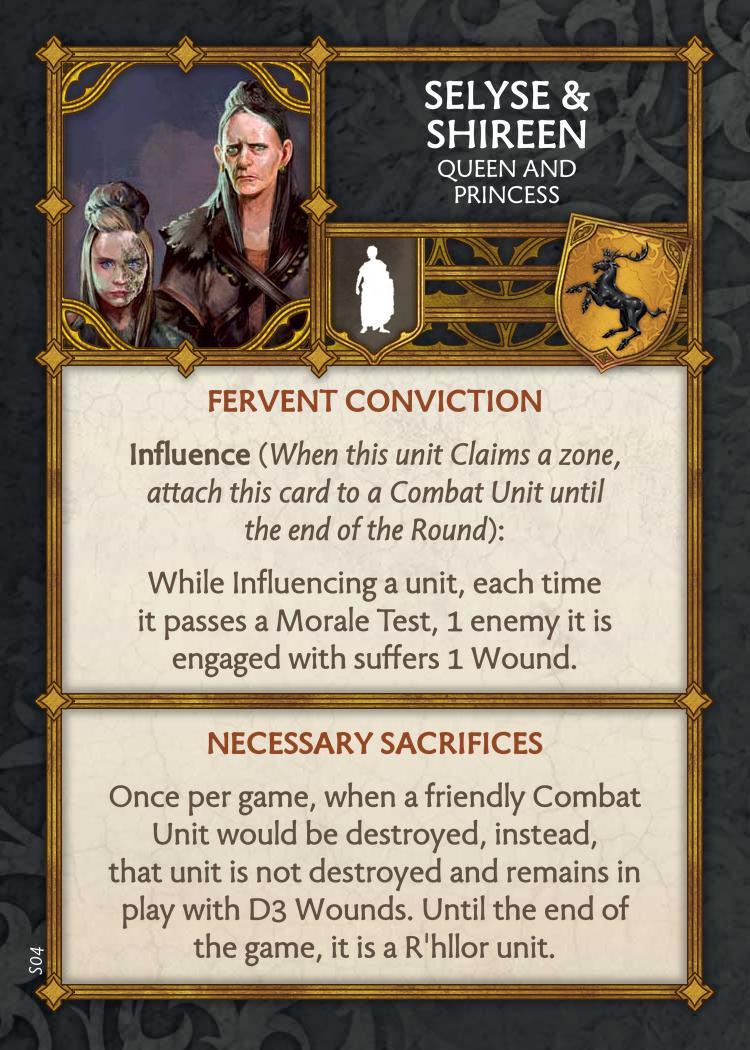 SELYSE &
SHIREEN
QUEEN AND
PRINCESS
FERVENT CONVICTION
Influence (When this unit Claims a zone,
attach this card to a Combat Unit until
the end of the Round):
While Influencing a unit, each time
it passes a Morale Test, 1 enemy it is
engaged with suffers 1 Wound.
NECESSARY SACRIFICES
Once per game, when a friendly Combat
Unit would be destroyed, instead,
that unit is not destroyed and remains in
play with D3 Wounds. Until the end of
the game, it is a R'hllor unit.
S04